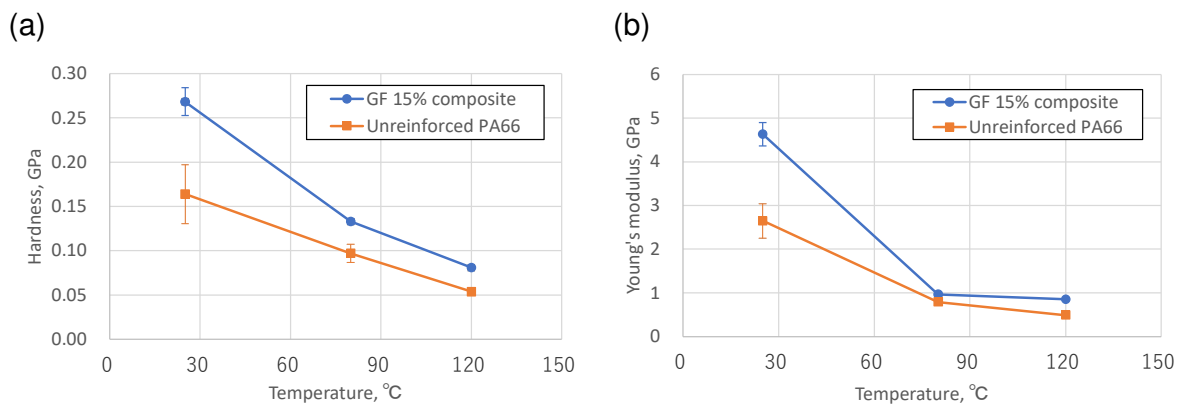 (a)
(b)
0.30
0.25
0.20
0.15
0.10
0.05
0.00
Hardness, GPa
GF 15% composite
Unreinforced PA66
0
30
60
90
120
150
Temperature, ℃
6
5
4
3
2
1
0
Young's modulus, GPa
GF 15% composite
Unreinforced PA66
0
30
60
90
120
150
Temperature, ℃